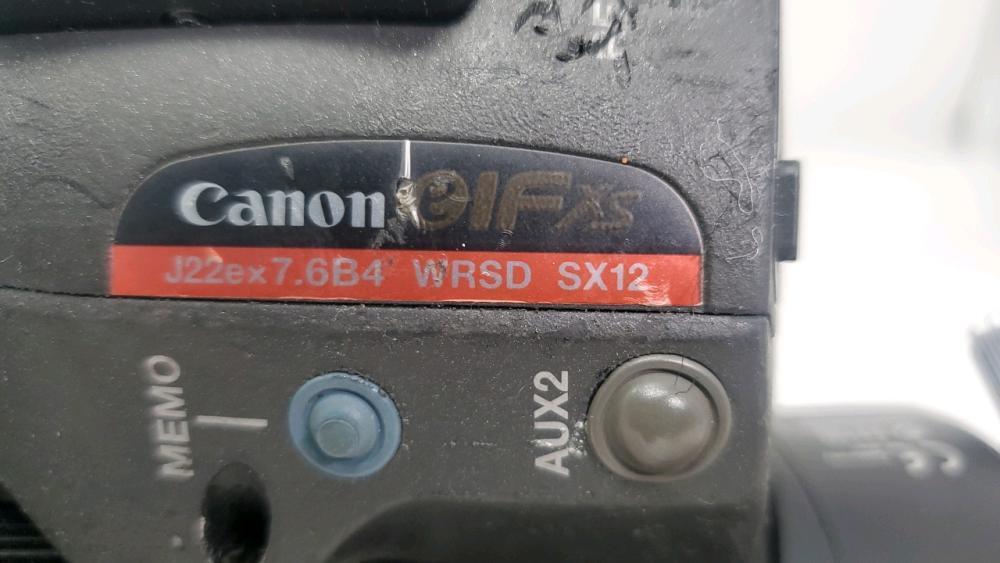 Canon eIFxs
J22ex7.6B4 WRSD SX12
MEMO
AUX2